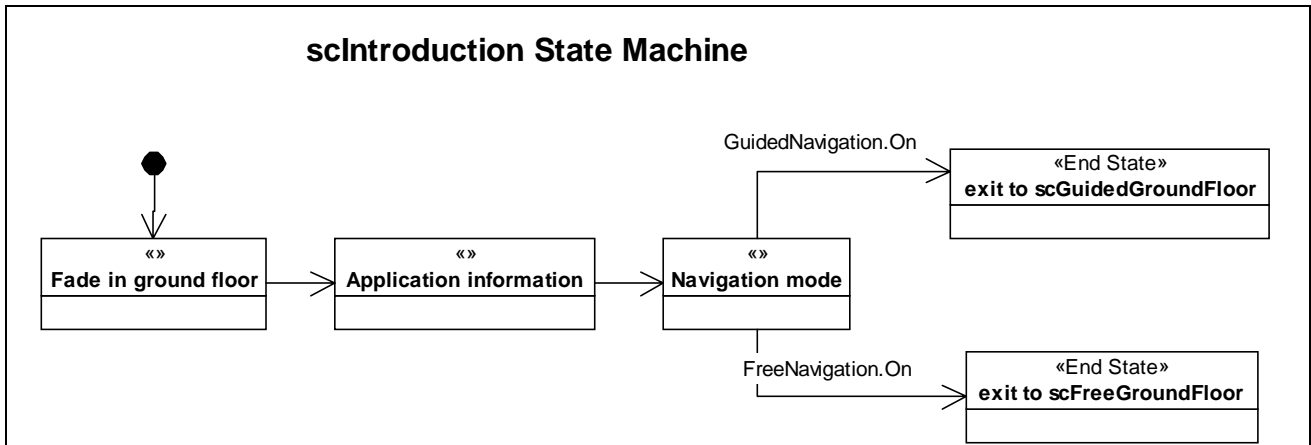 scIntroduction State Machine
GuidedNavigation.On
«End State»
exit to scGuidedGroundFloor
«»
Fade in ground floor
«»
Application information
«»
Navigation mode
FreeNavigation.On
«End State»
exit to scFreeGroundFloor